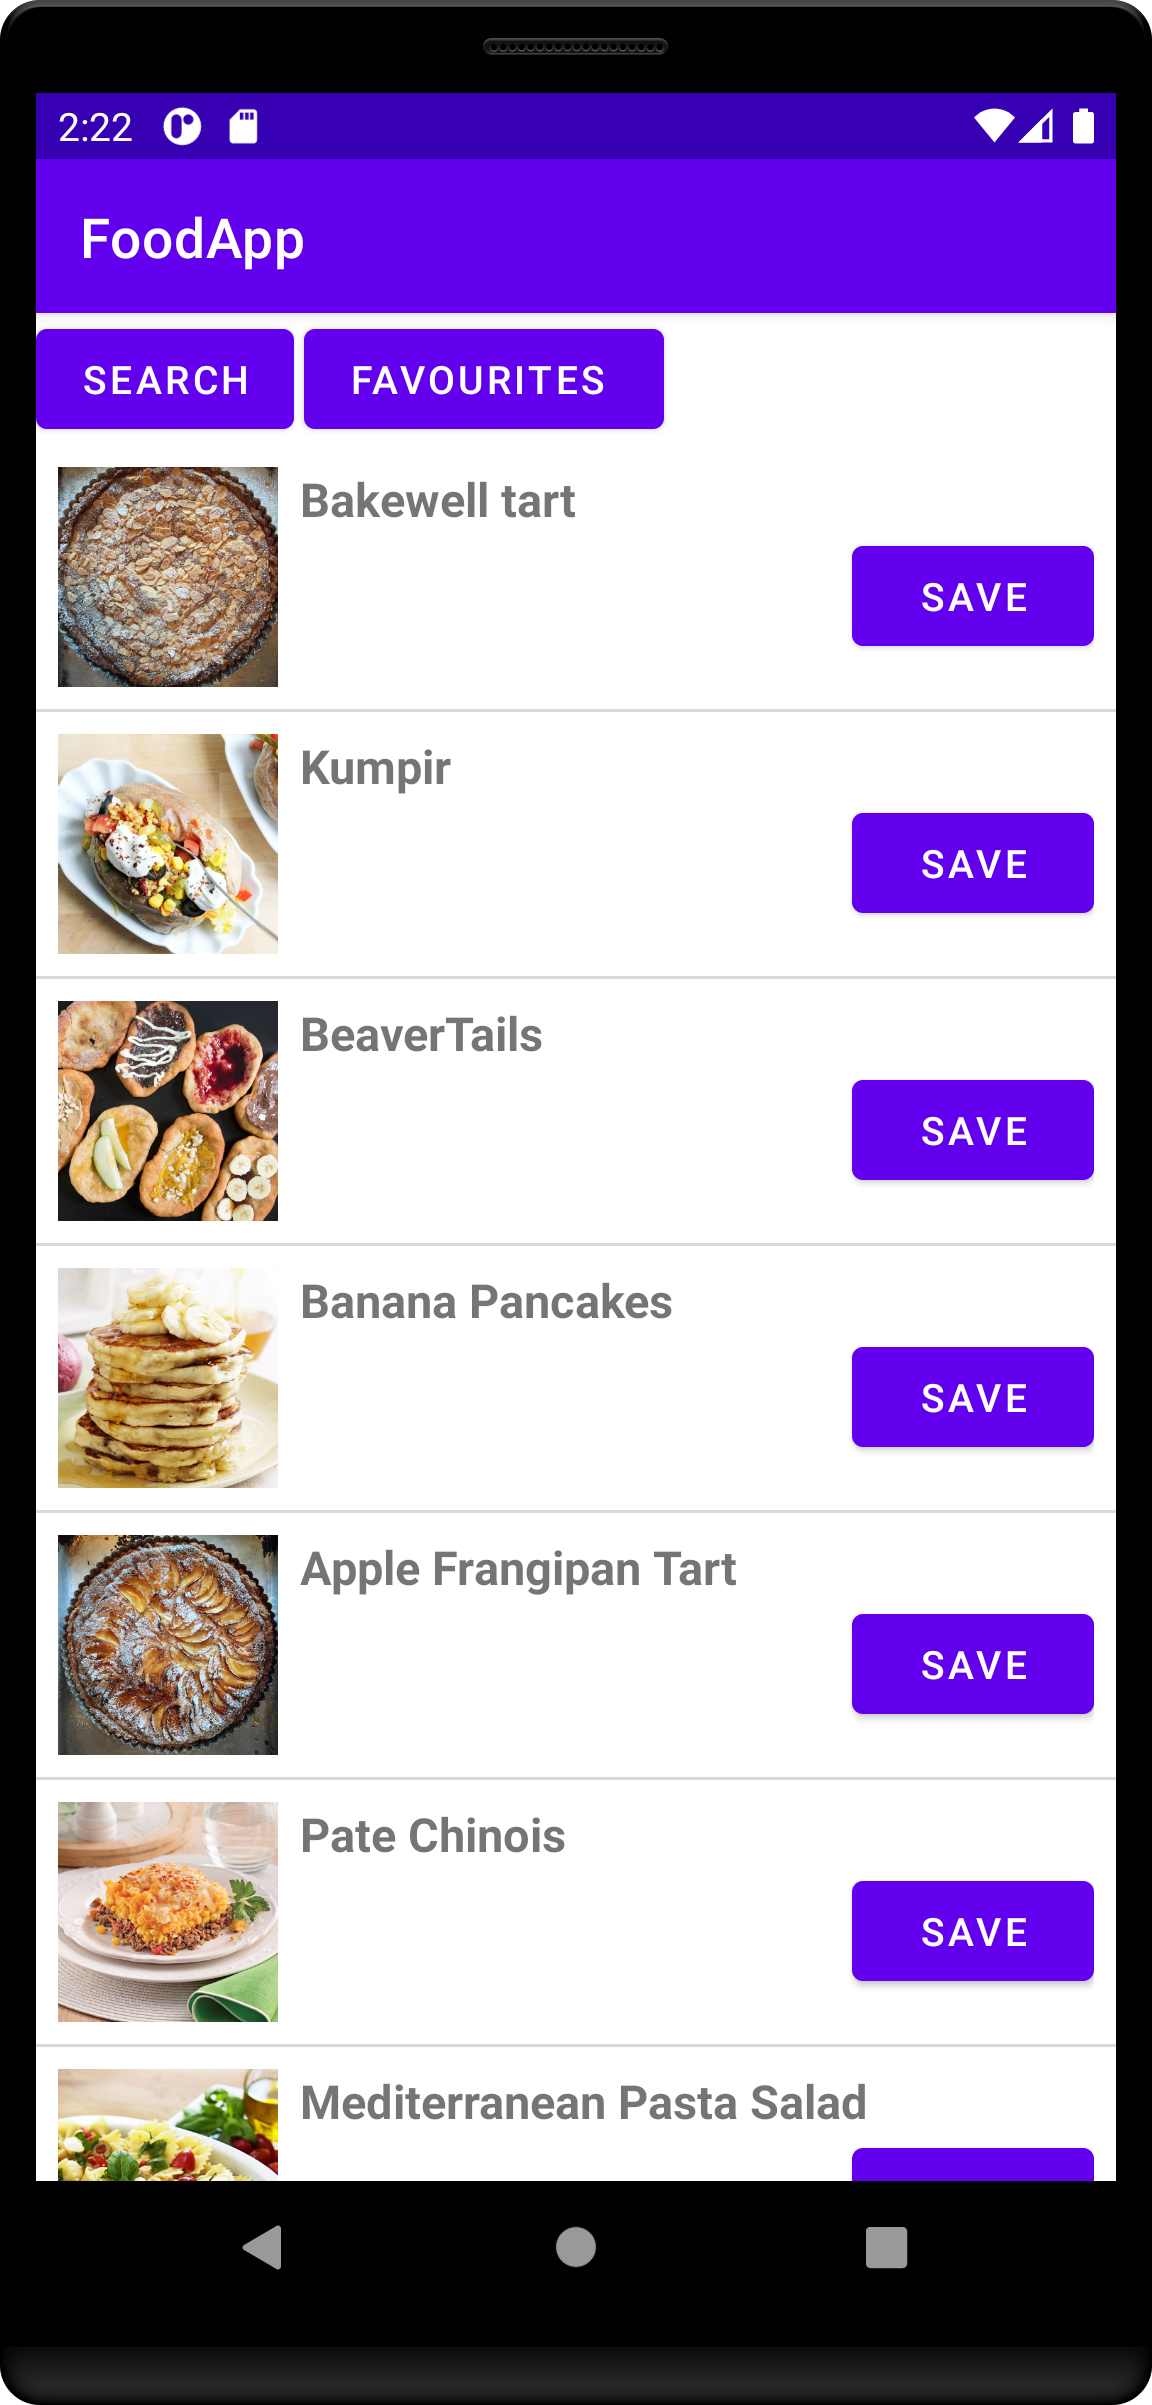 2:22
FoodApp
SEARCH FAVOURITES
Bakewell tart
SAVE
Kumpir
SAVE
BeaverTails
SAVE
Banana Pancakes
SAVE
Apple Frangipan Tart
SAVE
Pate Chinois
SAVE
Mediterranean Pasta Salad